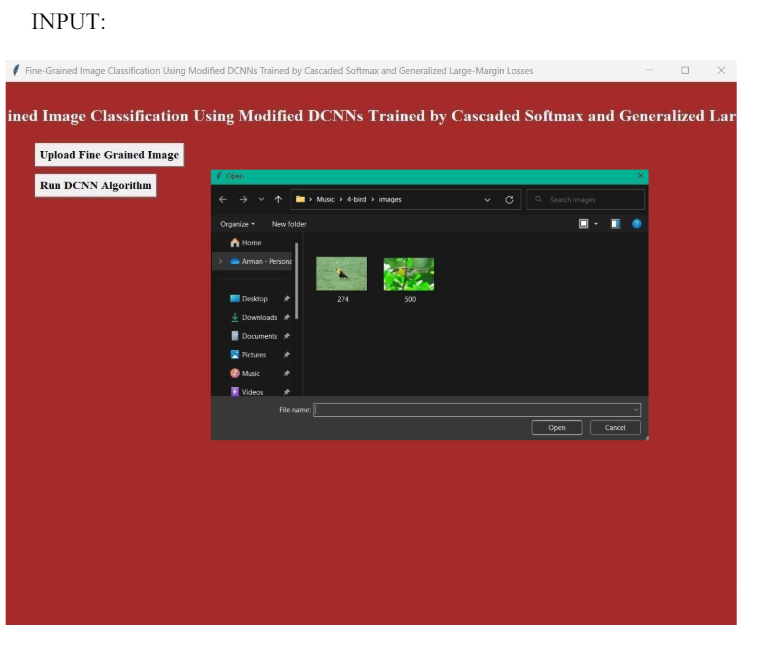 INPUT:
Fine-Grained Image Classification Using Modified DCNNs Trained by Cascaded Softmax and Generalized Large-Margin Losses
ined Image Classification Using Modified DCNNs Trained by Cascaded Softmax and Generalized Lar
Upload Fine Grained Image
Run DCNN Algorithm
Open
Music › 4-bird › images
Search images
Organize
New folder
Home
Arman - Persona
Desktop
274
500
Downloads
Documents
Pictures
Music
Videos
File name:
Open
Cancel